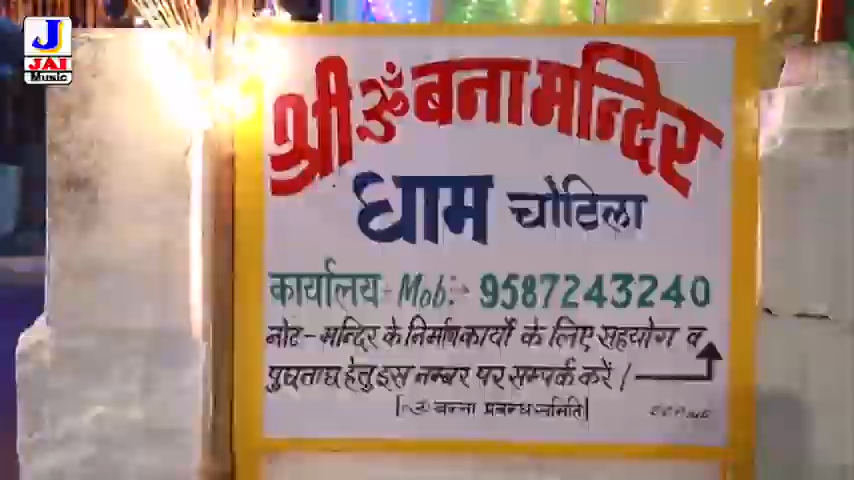 J
JAI
Music
श्री ॐ बना मन्दिर
धाम चोटिला
कार्यालय - Mob:- 9587243240
नोट - मन्दिर के निर्माण कार्यो के लिए सहयोग व
पुछताछ हेतु इस नम्बर पर सम्पर्क करें।
ॐ बन्ना प्रबन्ध समिति